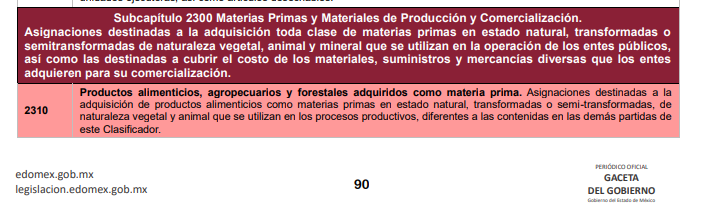 Subcapítulo 2300 Materias Primas y Materiales de Producción y Comercialización.
Asignaciones destinadas a la adquisición toda clase de materias primas en estado natural, transformadas o
semitransformadas de naturaleza vegetal, animal y mineral que se utilizan en la operación de los entes públicos,
así como las destinadas a cubrir el costo de los materiales, suministros y mercancías diversas que los entes
adquieren para su comercialización.
2310
Productos alimenticios, agropecuarios y forestales adquiridos como materia prima. Asignaciones destinadas a la
adquisición de productos alimenticios como materias primas en estado natural, transformadas o semi-transformadas, de
naturaleza vegetal y animal que se utilizan en los procesos productivos, diferentes a las contenidas en las demás partidas de
este Clasificador.
edomex.gob.mx
legislacion.edomex.gob.mx
90
PERIÓDICO OFICIAL
GACETA
DEL GOBIERNO
Gobierno del Estado de México